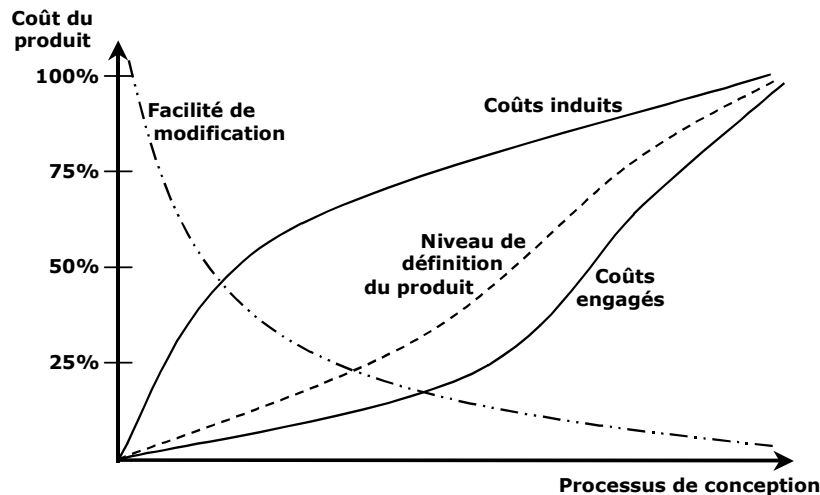 Coût du
produit
100%
Facilité de
modification
Coûts induits
75%
Niveau de
définition
du produit
50%
Coûts
engagés
25%
Processus de conception